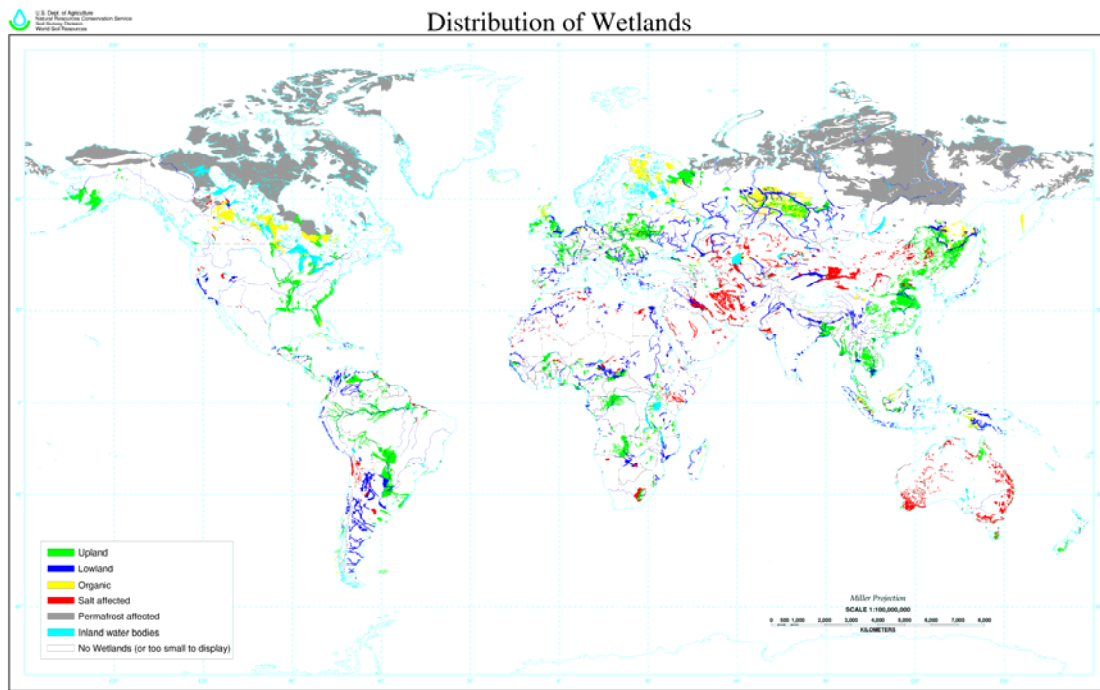 U.S. Dept. of Agriculture
Natural Resources Conservation Service
Soil Survey Division
World Soil Resources
Distribution of Wetlands
Upland
Lowland
Organic
Salt affected
Permafrost affected
Inland water bodies
No Wetlands (or too small to display)
Miller Projection
SCALE 1:100,000,000
0 500 1,000 2,000 3,000 4,000 5,000 6,000 7,000 8,000
KILOMETERS